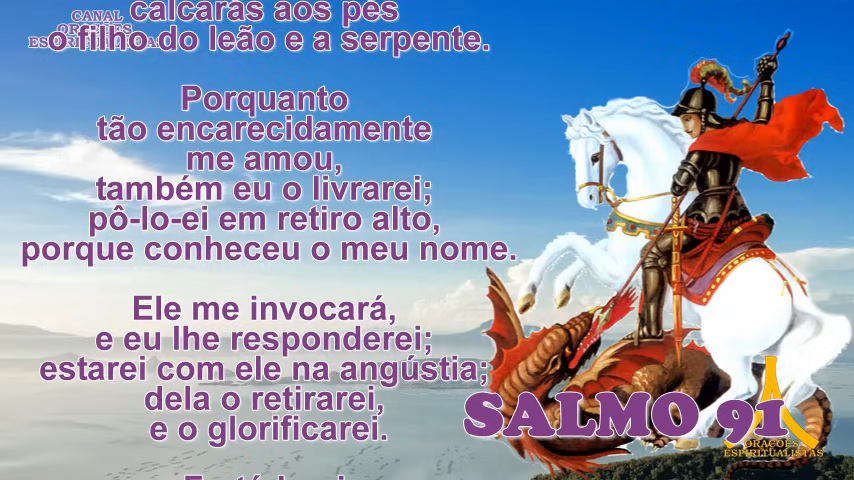 calcarás aos pés
o filho do leão e a serpente.
Porquanto
tão encarecidamente
me amou,
também eu o livrarei;
pô-lo-ei em retiro alto,
porque conheceu o meu nome.
Ele me invocará,
e eu lhe responderei;
estarei com ele na angústia;
dela o retirarei,
e o glorificarei.
CANAL
ORAÇÕES
SALMO 91
ORAÇÕES
ESPIRITUALISTAS